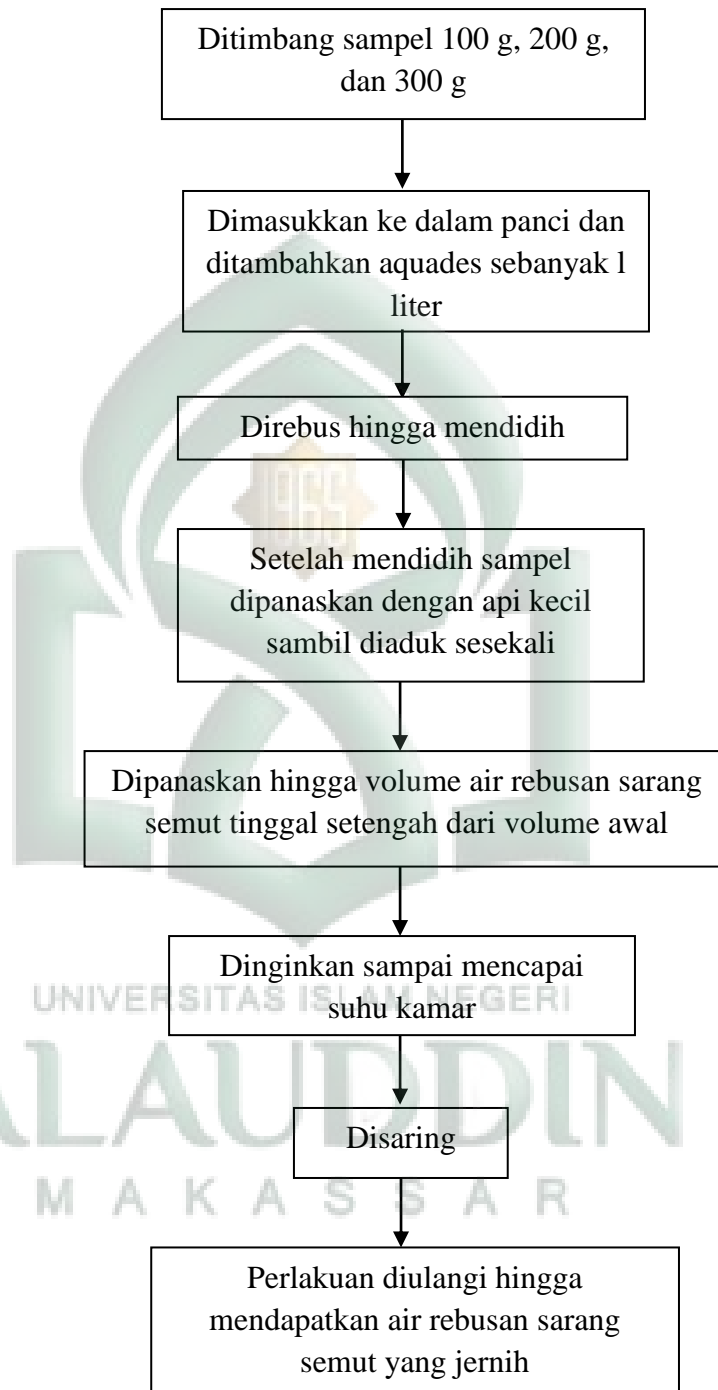 Ditimbang sampel 100 g, 200 g,
dan 300 g
Dimasukkan ke dalam panci dan
ditambahkan aquades sebanyak l
liter
Direbus hingga mendidih
1965
Setelah mendidih sampel
dipanaskan dengan api kecil
sambil diaduk sesekali
Dipanaskan hingga volume air rebusan sarang
semut tinggal setengah dari volume awal
Dinginkan sampai mencapai
suhu kamar
UNIVERSITAS ISLAM NEGERI
ALAUDDIN
Disaring
MAKASSAR
Perlakuan diulangi hingga
mendapatkan air rebusan sarang
semut yang jernih